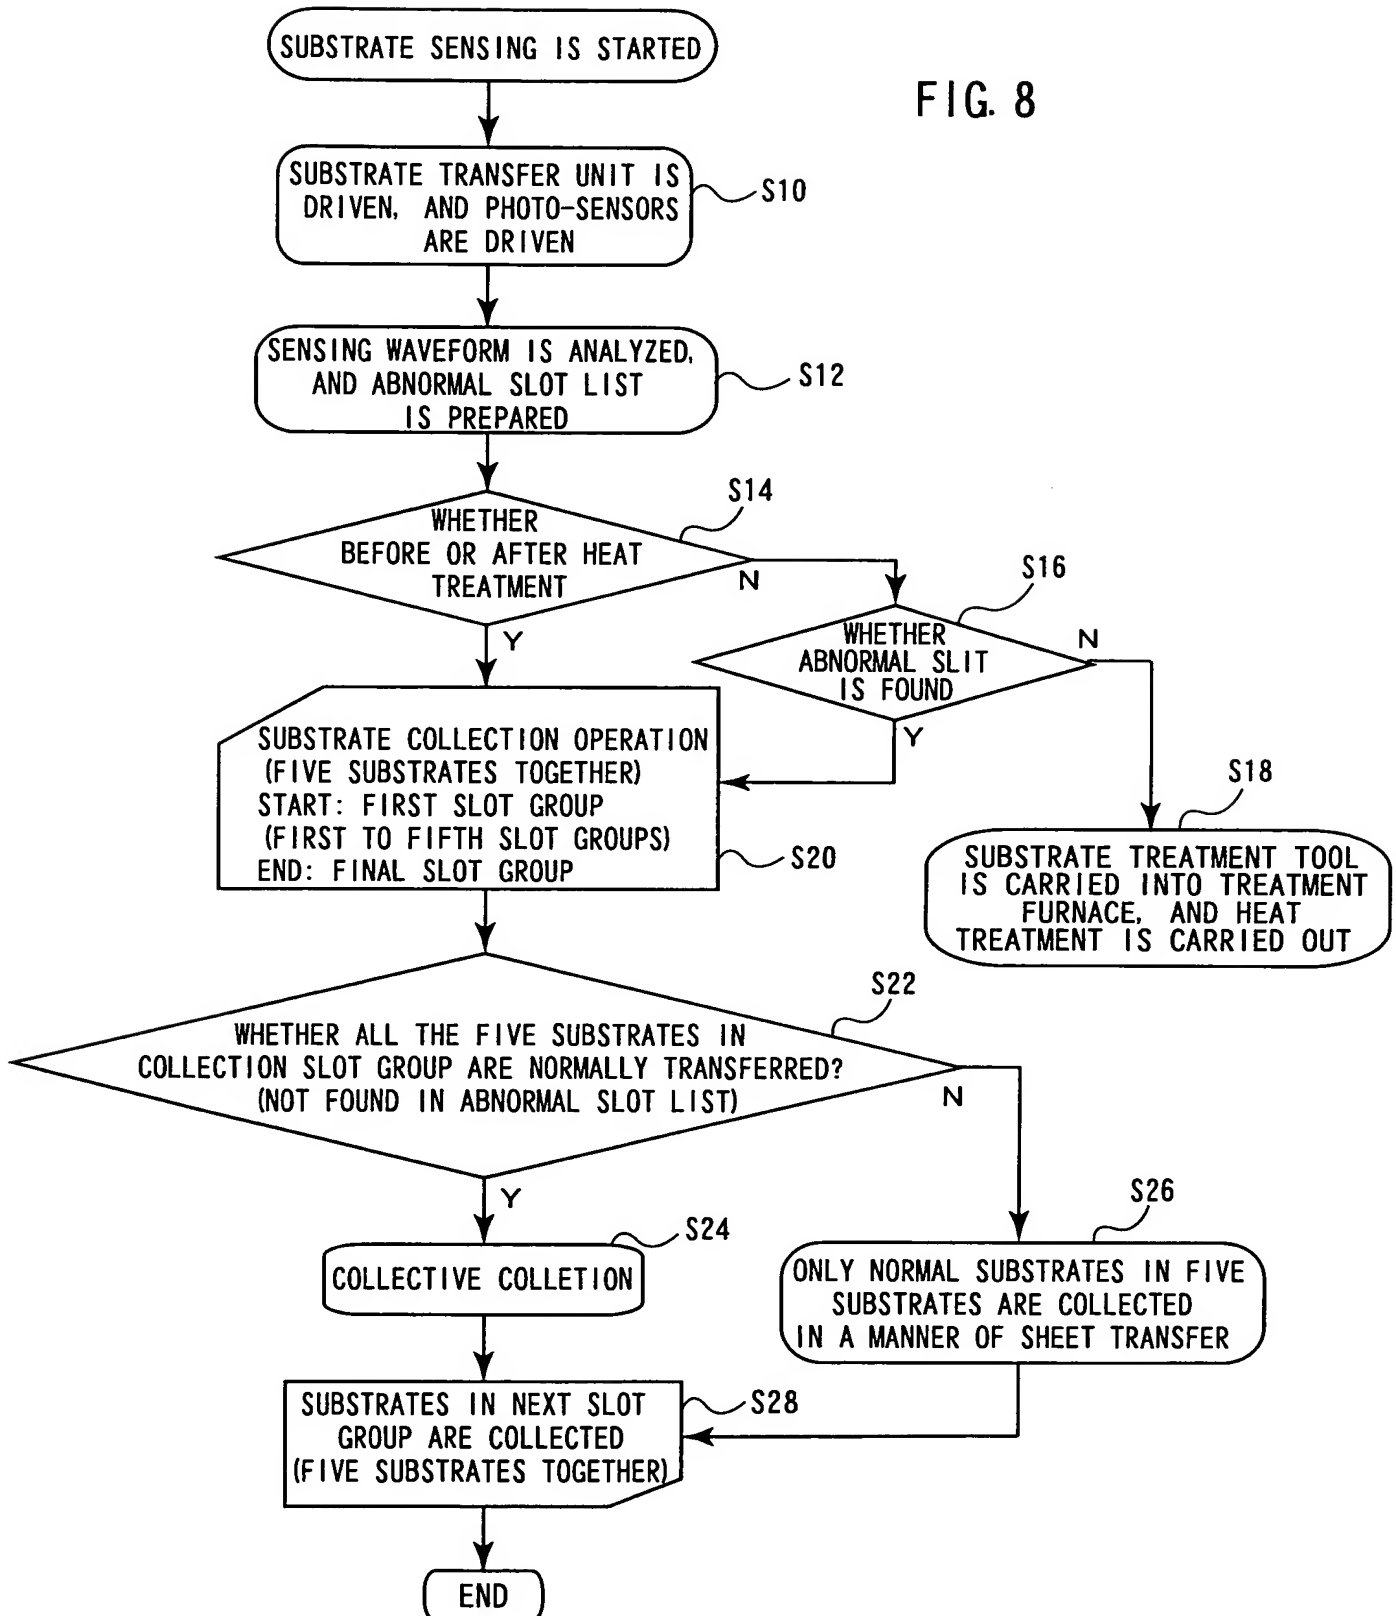 SUBSTRATE SENSING IS STARTED
FIG. 8
SUBSTRATE TRANSFER UNIT IS
DRIVEN, AND PHOTO-SENSORS
ARE DRIVEN
S10
SENSING WAVEFORM IS ANALYZED,
AND ABNORMAL SLOT LIST
IS PREPARED
S12
S14
WHETHER
BEFORE OR AFTER HEAT
TREATMENT
N
Y
S16
WHETHER
ABNORMAL SLIT
IS FOUND
N
Y
S18
SUBSTRATE TREATMENT TOOL
IS CARRIED INTO TREATMENT
FURNACE, AND HEAT
TREATMENT IS CARRIED OUT
SUBSTRATE COLLECTION OPERATION
(FIVE SUBSTRATES TOGETHER)
START: FIRST SLOT GROUP
(FIRST TO FIFTH SLOT GROUPS)
END: FINAL SLOT GROUP
S20
S22
WHETHER ALL THE FIVE SUBSTRATES IN
COLLECTION SLOT GROUP ARE NORMALLY TRANSFERRED?
(NOT FOUND IN ABNORMAL SLOT LIST)
N
Y
S24
COLLECTIVE COLLETION
S26
ONLY NORMAL SUBSTRATES IN FIVE
SUBSTRATES ARE COLLECTED
IN A MANNER OF SHEET TRANSFER
SUBSTRATES IN NEXT SLOT
GROUP ARE COLLECTED
(FIVE SUBSTRATES TOGETHER)
S28
END